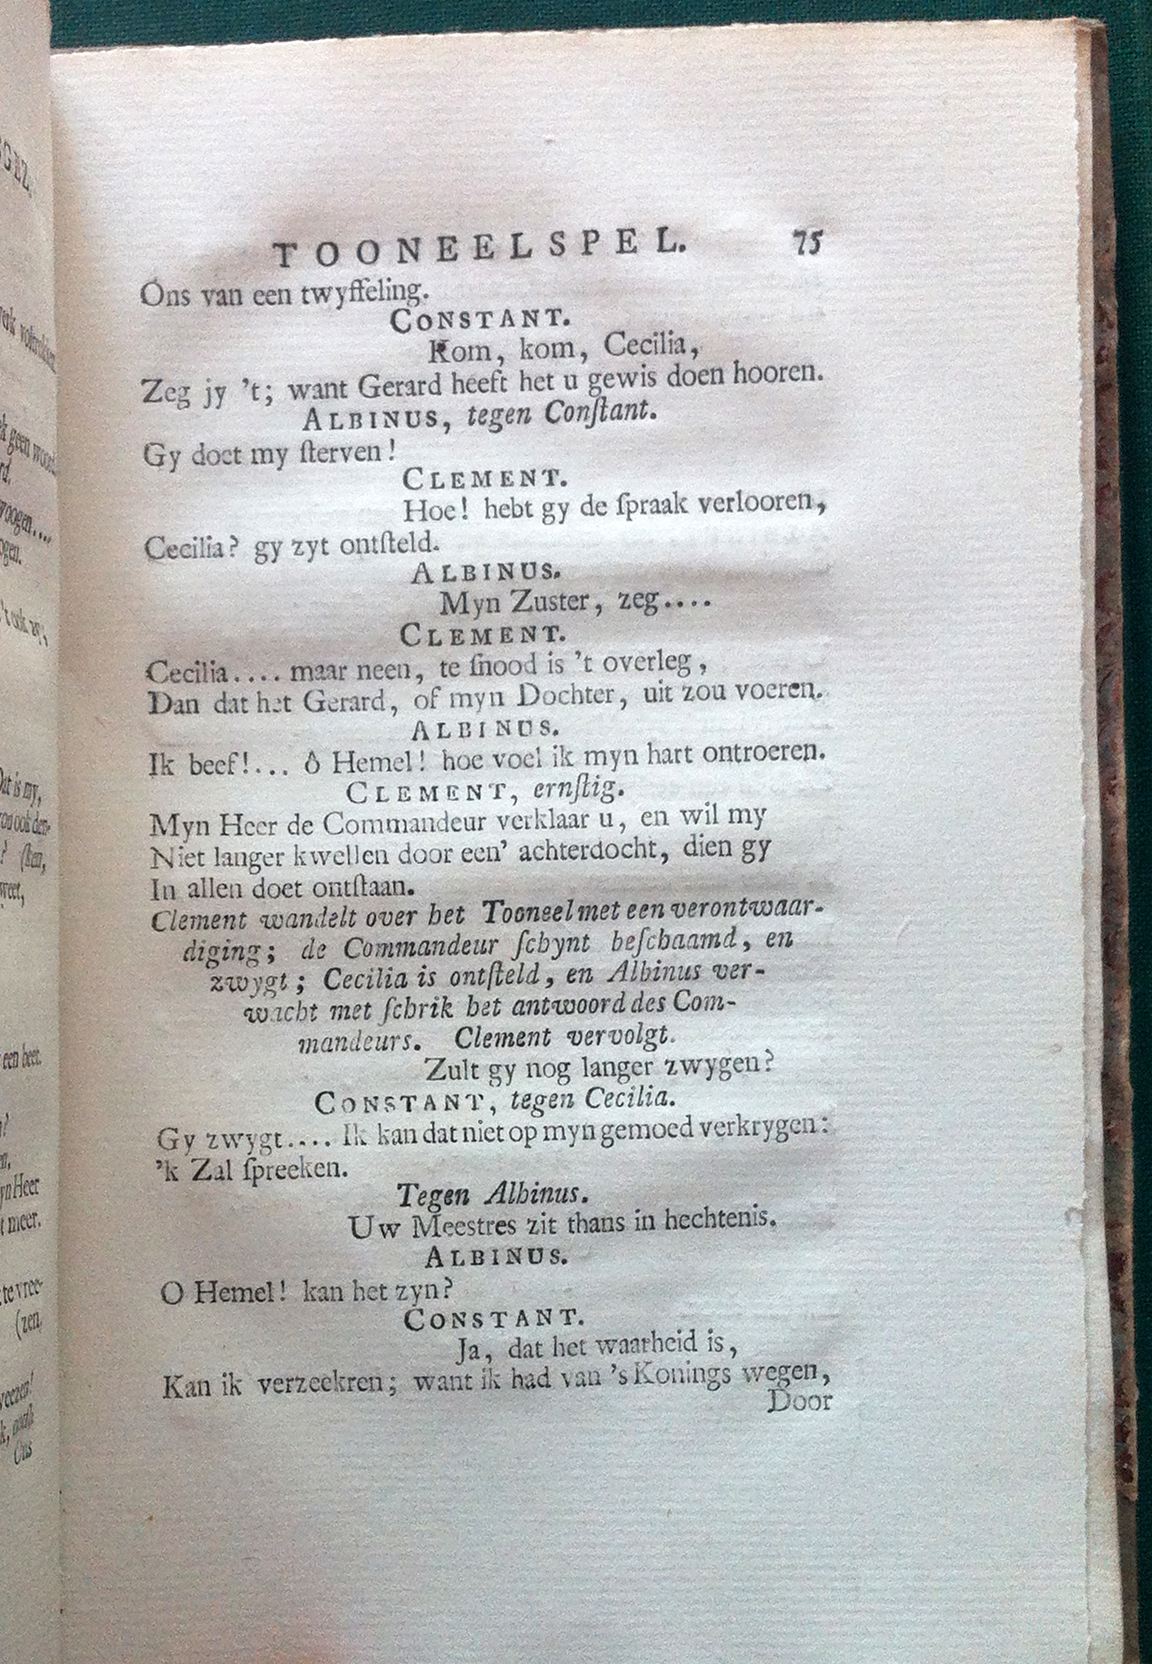 TOONEELSPEL. 75
Ons van een twyffeling.
CONSTANT.
Kom, kom, Cecilia,
Zeg jy 't; want Gerard heeft het u gewis doen hooren.
ALBINUS, tegen Conſtant.
Gy doet my ſterven!
CLEMENT.
Hoe! hebt gy de ſpraak verlooren,
Cecilia? gy zyt ontſteld.
ALBINUS.
Myn Zuster, zeg....
CLEMENT.
Cecilia.... maar neen, te ſnood is 't overleg,
Dan dat het Gerard, of myn Dochter, uit zou voeren.
ALBINUS.
Ik beef!... ô Hemel! hoe voel ik myn hart ontroeren.
CLEMENT, ernſtig.
Myn Heer de Commandeur verklaar u, en wil my
Niet langer kwellen door een' achterdocht, dien gy
In allen doet ontſtaan.
Clement wandelt over het Tooneel met een verontwaar-
diging; de Commandeur ſchynt beſchaamd, en
zwygt; Cecilia is ontſteld, en Albinus ver-
wacht met ſchrik het antwoord des Com-
mandeurs. Clement vervolgt.
Zult gy nog langer zwygen?
CONSTANT, tegen Cecilia.
Gy zwygt.... Ik kan dat niet op myn gemoed verkrygen:
'k Zal ſpreeken.
Tegen Albinus.
Uw Meestres zit thans in hechtenis.
ALBINUS.
O Hemel! kan het zyn?
CONSTANT.
Ja, dat het waarheid is,
Kan ik verzeekren; want ik had van 's Konings wegen,
Door